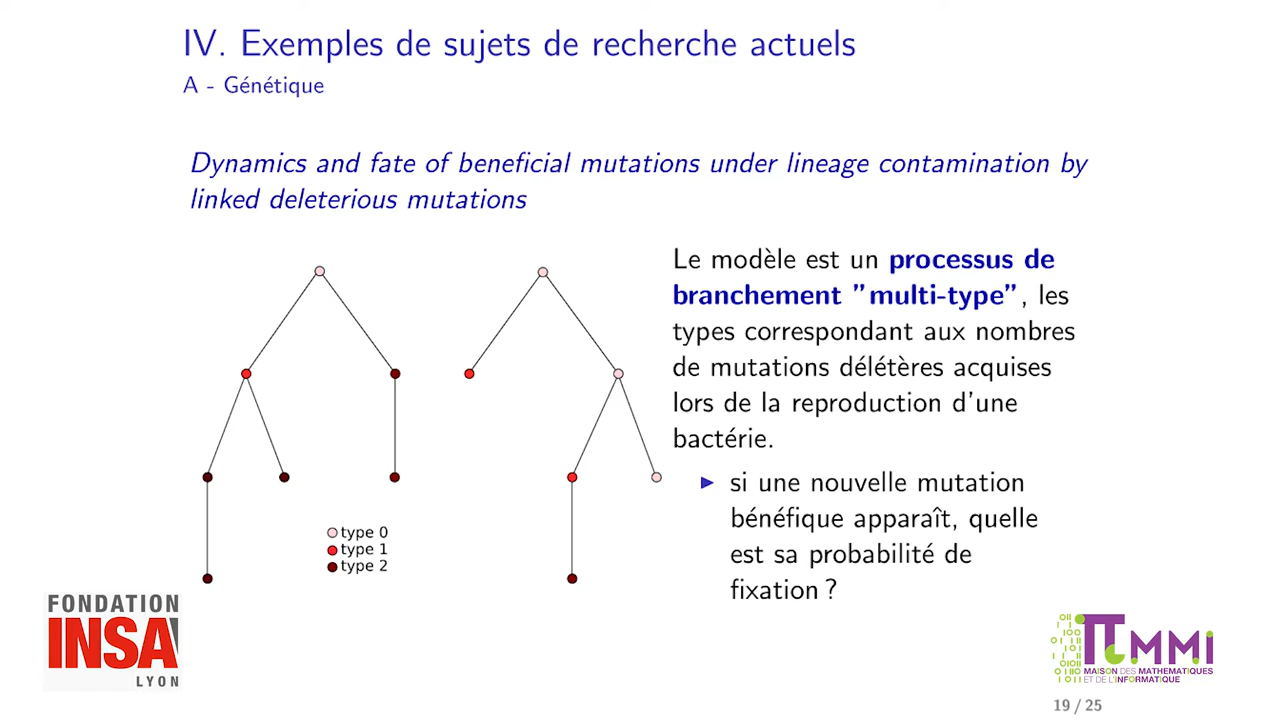 IV. Exemples de sujets de recherche actuels
A - Génétique
Dynamics and fate of beneficial mutations under lineage contamination by
linked deleterious mutations
Le modèle est un processus de
branchement "multi-type", les
types correspondant aux nombres
de mutations délétères acquises
lors de la reproduction d'une
bactérie.
si une nouvelle mutation
bénéfique apparaît, quelle
est sa probabilité de
fixation ?
type 0
type 1
type 2
FONDATION
INSA
LYON
MMI
MAISON DES MATHEMATIQUES
ET DE L'INFORMATIQUE
19 / 25